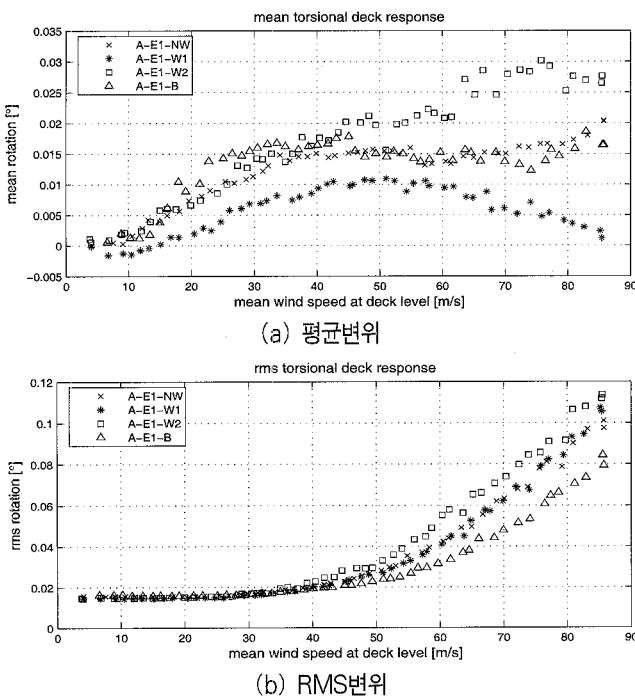 mean torsional deck response
0.035
0.03
0.025
0.02
0.015
0.01
0.005
0
-0.005
mean rotation [°]
× A-E1-NW
* A-E1-W1
□ A-E1-W2
△ A-E1-B
0 10 20 30 40 50 60 70 80 90
mean wind speed at deck level [m/s]
(a) 평균변위
rms torsional deck response
0.12
0.1
0.08
0.06
0.04
0.02
0
rms rotation [°]
× A-E1-NW
* A-E1-W1
□ A-E1-W2
△ A-E1-B
0 10 20 30 40 50 60 70 80 90
mean wind speed at deck level [m/s]
(b) RMS변위